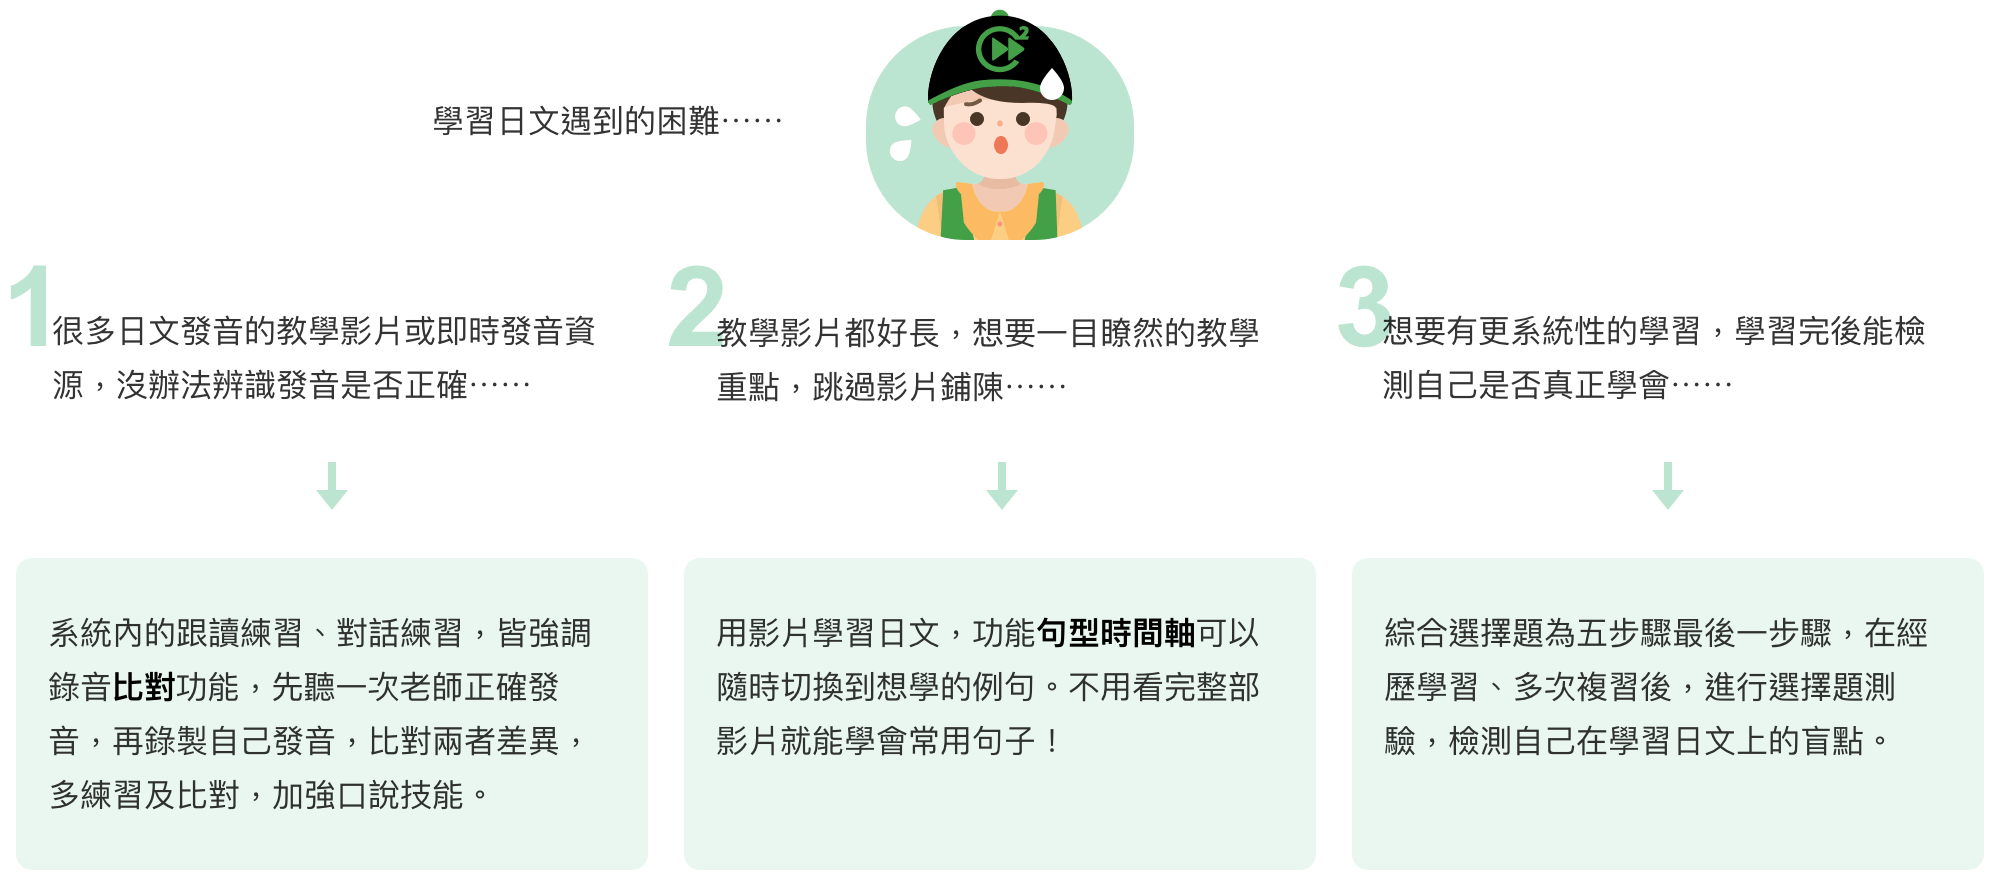 學習日文遇到的困難⋯⋯
2
1
很多日文發音的教學影片或即時發音資
源，沒辦法辨識發音是否正確⋯⋯
2
教學影片都好長，想要一目瞭然的教學
重點，跳過影片鋪陳⋯⋯
3
想要有更系統性的學習，學習完後能檢
測自己是否真正學會⋯⋯
系統內的跟讀練習、對話練習，皆強調
錄音比對功能，先聽一次老師正確發
音，再錄製自己發音，比對兩者差異，
多練習及比對，加強口說技能。
用影片學習日文，功能句型時間軸可以
隨時切換到想學的例句。不用看完整部
影片就能學會常用句子！
綜合選擇題為五步驟最後一步驟，在經
歷學習、多次複習後，進行選擇題測
驗，檢測自己在學習日文上的盲點。